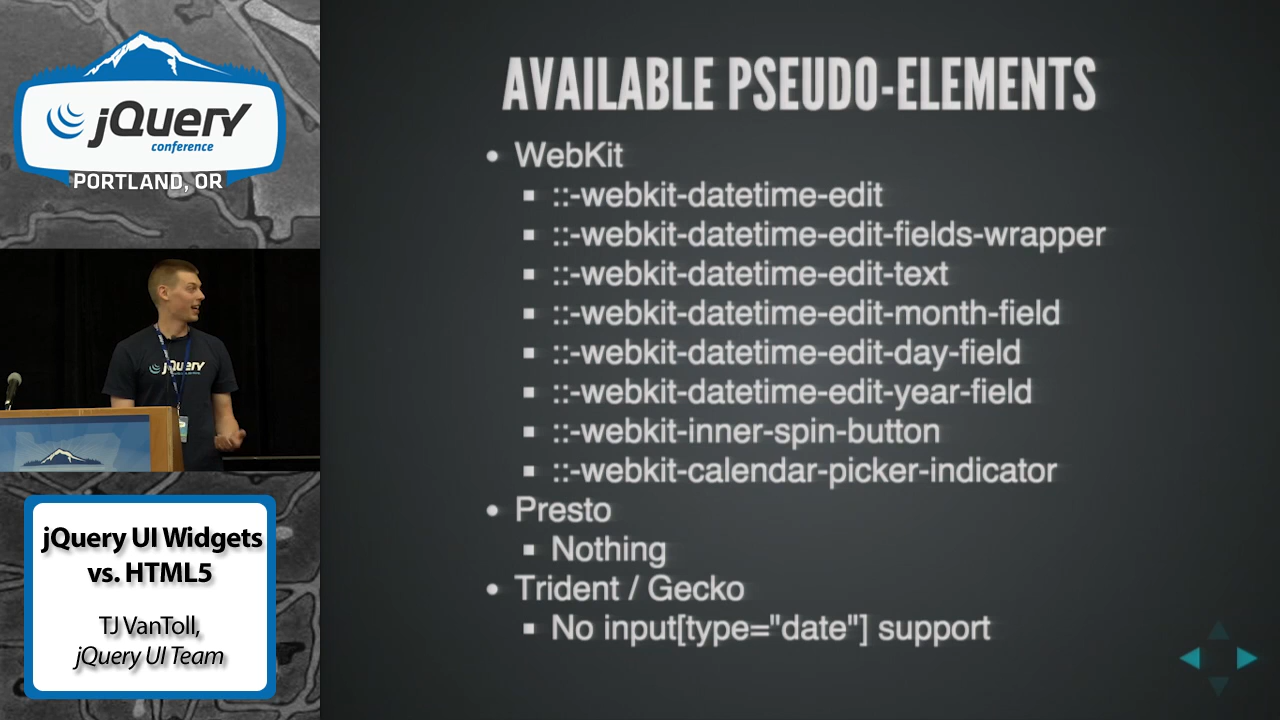 jQuery
conference
PORTLAND, OR
jQuery
jQuery UI Widgets
vs. HTML5
TJ VanToll,
jQuery UI Team
AVAILABLE PSEUDO-ELEMENTS
WebKit
::-webkit-datetime-edit
::-webkit-datetime-edit-fields-wrapper
::-webkit-datetime-edit-text
::-webkit-datetime-edit-month-field
::-webkit-datetime-edit-day-field
::-webkit-datetime-edit-year-field
::-webkit-inner-spin-button
::-webkit-calendar-picker-indicator
Presto
Nothing
Trident / Gecko
No input[type="date"] support